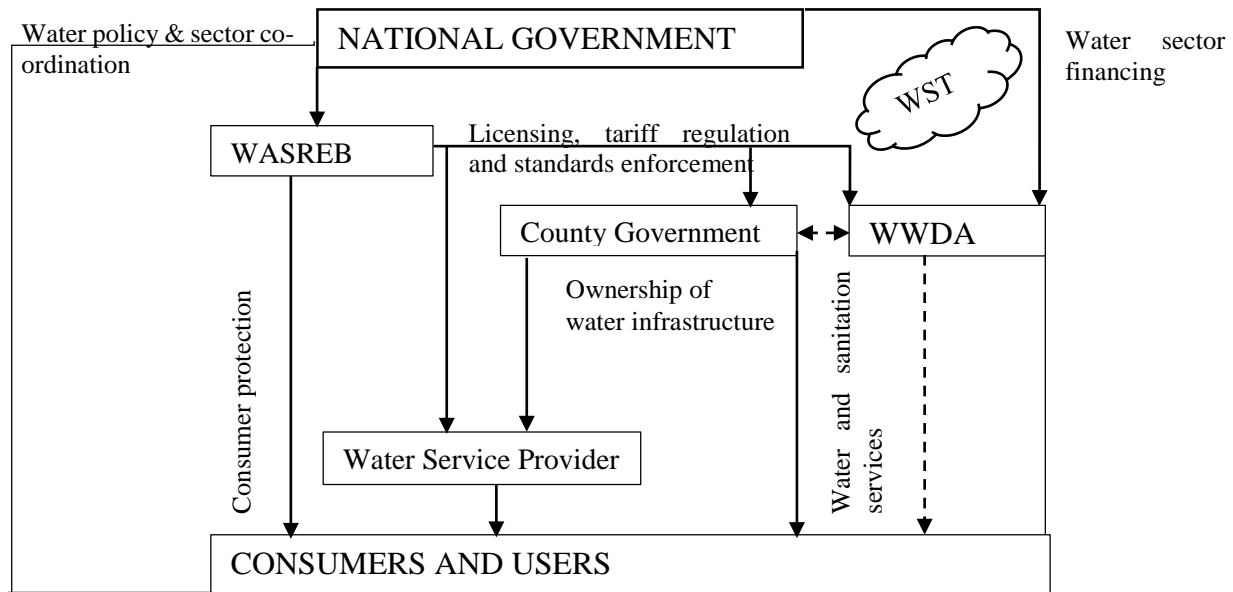 Water policy & sector co-
ordination
NATIONAL GOVERNMENT
Water sector
financing
WST
WASREB
Licensing, tariff regulation
and standards enforcement
County Government
WWDA
Ownership of
water infrastructure
Consumer protection
Water and sanitation
services
Water Service Provider
CONSUMERS AND USERS